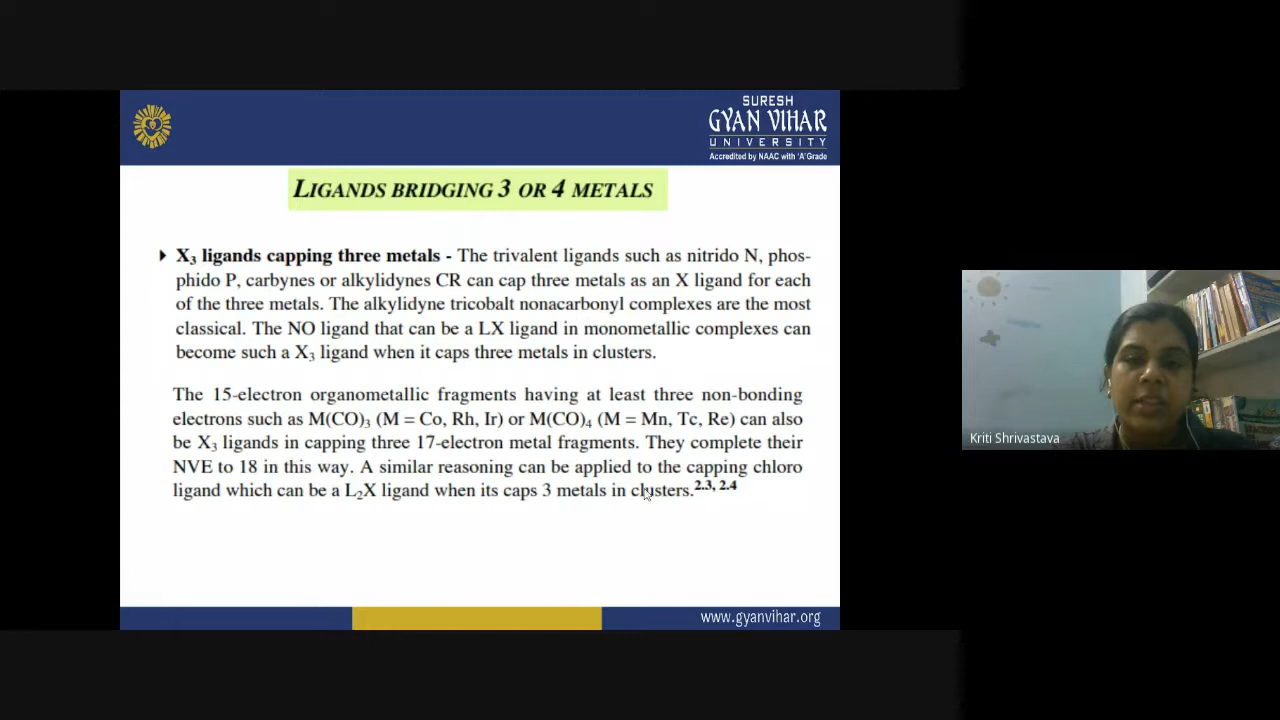 SURESH
GYAN VIHAR
UNIVERSITY
Accredited by NAAC with 'A' Grade
LIGANDS BRIDGING 3 OR 4 METALS
X₃ ligands capping three metals - The trivalent ligands such as nitrido N, phos-
phido P, carbynes or alkylidynes CR can cap three metals as an X ligand for each
of the three metals. The alkylidyne tricobalt nonacarbonyl complexes are the most
classical. The NO ligand that can be a LX ligand in monometallic complexes can
become such a X₃ ligand when it caps three metals in clusters.
The 15-electron organometallic fragments having at least three non-bonding
electrons such as M(CO)₃ (M = Co, Rh, Ir) or M(CO)₄ (M = Mn, Tc, Re) can also
be X₃ ligands in capping three 17-electron metal fragments. They complete their
NVE to 18 in this way. A similar reasoning can be applied to the capping chloro
ligand which can be a L₂X ligand when its caps 3 metals in clusters.2.3, 2.4
Kriti Shrivastava
www.gyanvihar.org